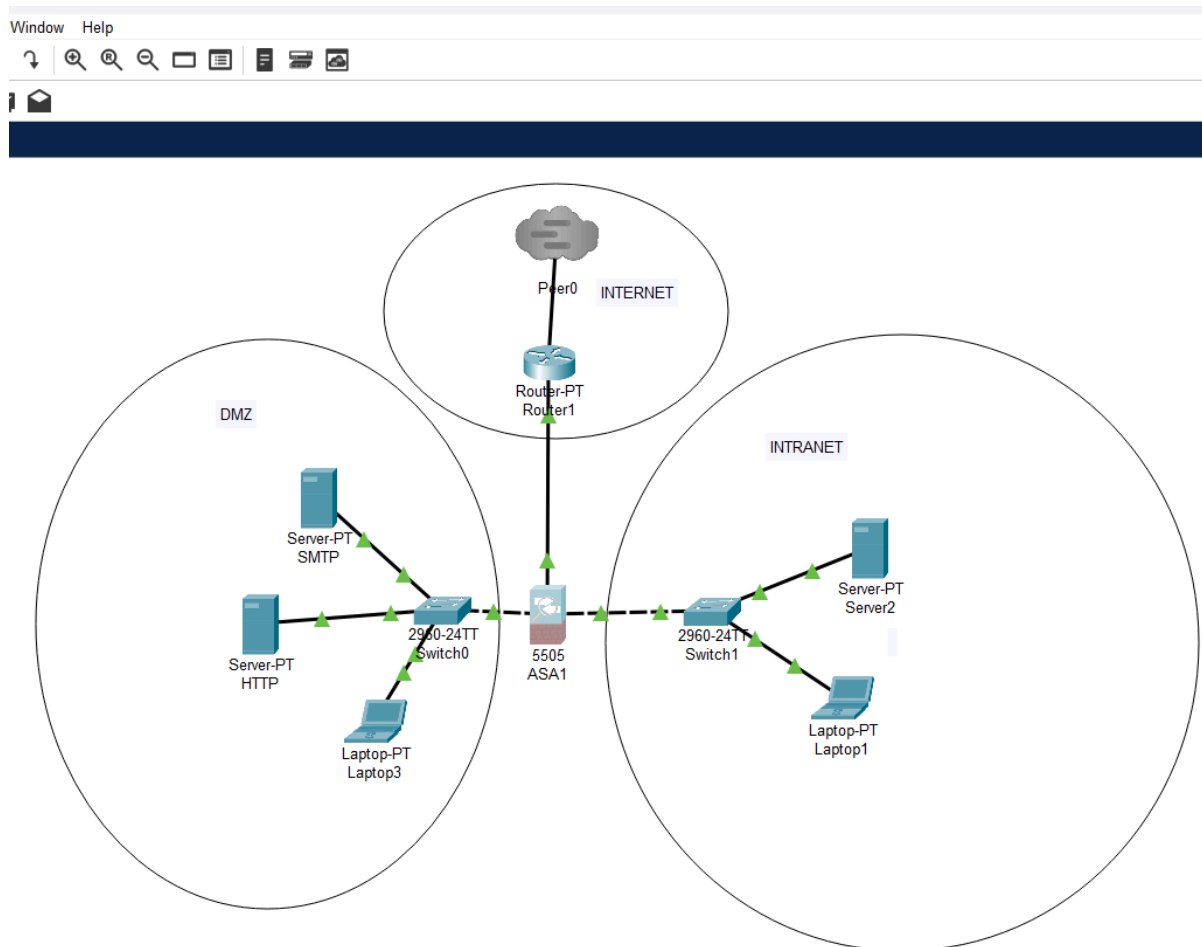 Window Help
Peer0
INTERNET
Router-PT
Router1
DMZ
INTRANET
Server-PT
SMTP
Server-PT
Server2
Server-PT
HTTP
2960-24TT
Switch0
5505
ASA1
2960-24TT
Switch1
Laptop-PT
Laptop3
Laptop-PT
Laptop1